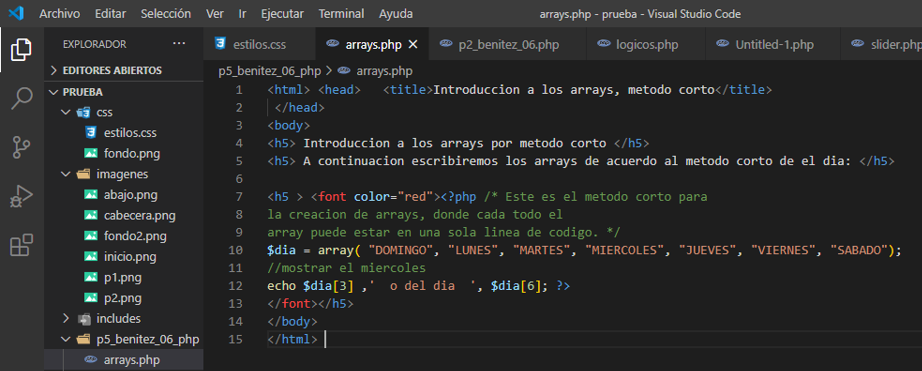 Archivo Editar Selección Ver Ir Ejecutar Terminal Ayuda arrays.php - prueba - Visual Studio Code
EXPLORADOR ···
EDITORES ABIERTOS
PRUEBA
css
estilos.css
fondo.png
imagenes
abajo.png
cabecera.png
fondo2.png
inicio.png
p1.png
p2.png
includes
p5_benitez_06_php
arrays.php
estilos.css arrays.php × p2_benitez_06.php logicos.php Untitled-1.php slider.php
p5_benitez_06_php > arrays.php
1 <html> <head>   <title>Introduccion a los arrays, metodo corto</title>
2  </head>
3 <body>
4 <h5> Introduccion a los arrays por metodo corto </h5>
5 <h5> A continuacion escribiremos los arrays de acuerdo al metodo corto de el dia: </h5>
6
7 <h5 > <font color="red"><?php /* Este es el metodo corto para
8 la creacion de arrays, donde cada todo el
9 array puede estar en una sola linea de codigo. */
10 $dia = array( "DOMINGO", "LUNES", "MARTES", "MIERCOLES", "JUEVES", "VIERNES", "SABADO");
11 //mostrar el miercoles
12 echo $dia[3] ,'  o del dia  ', $dia[6]; ?>
13 </font></h5>
14 </body>
15 </html>